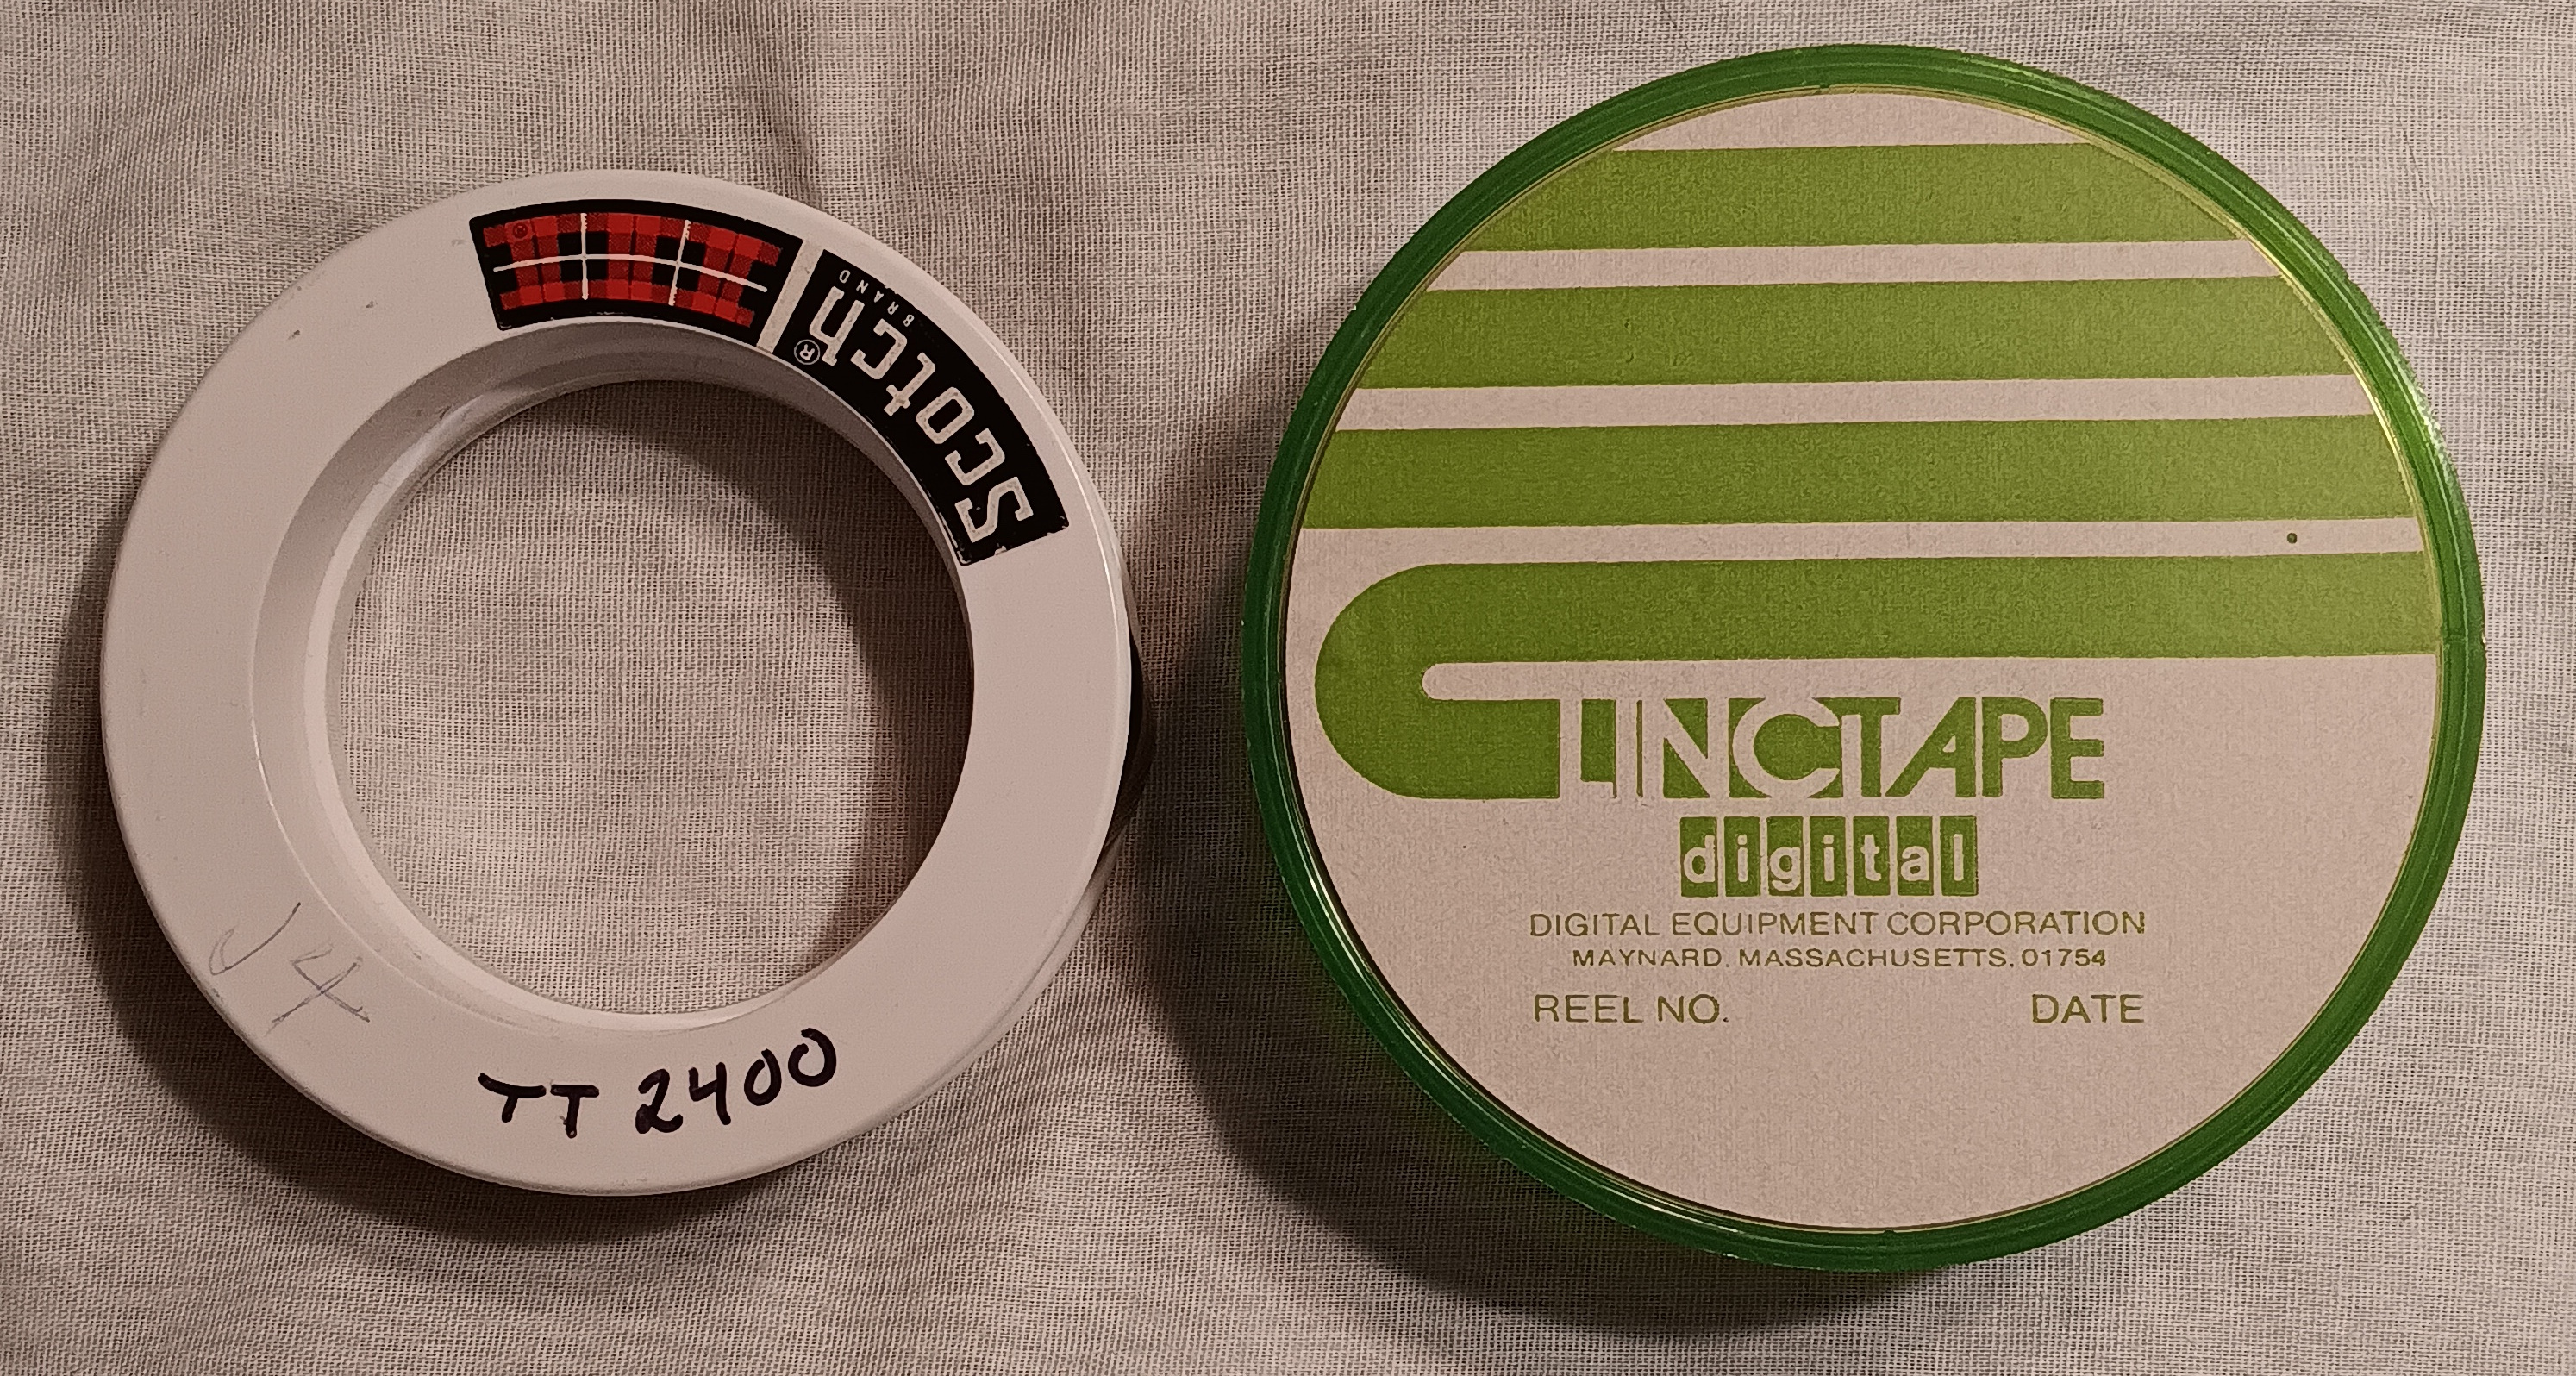 Scotch®
BRAND
J4
TT 2400
LINCTAPE
digital
DIGITAL EQUIPMENT CORPORATION
MAYNARD, MASSACHUSETTS, 01754
REEL NO. DATE